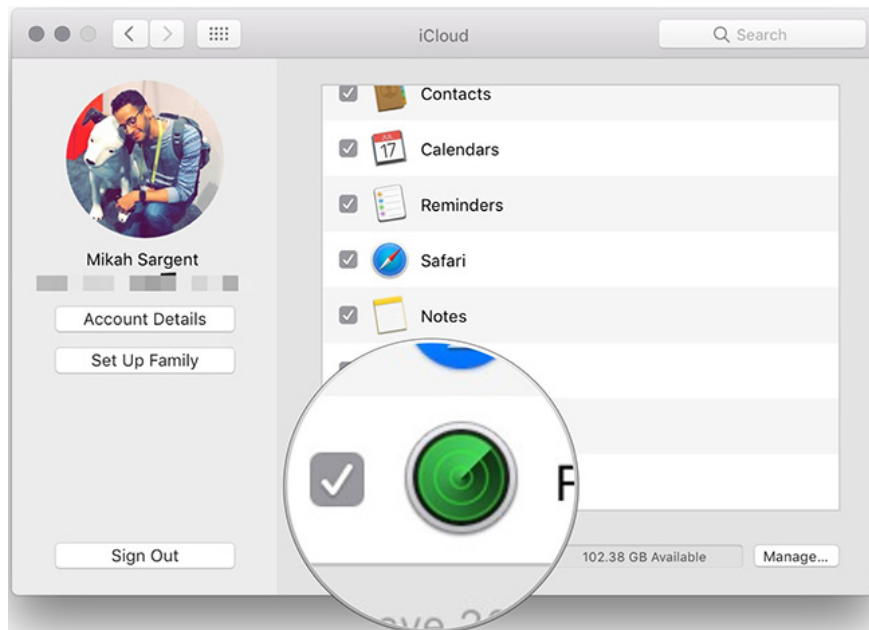 iCloud
Search
Mikah Sargent
Account Details
Set Up Family
Sign Out
Contacts
JUL
17
Calendars
Reminders
Safari
Notes
F
102.38 GB Available
Manage...